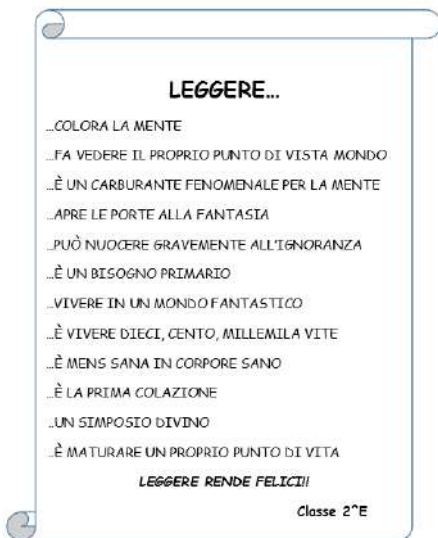 LEGGERE...
...COLORA LA MENTE
...FA VEDERE IL PROPRIO PUNTO DI VISTA MONDO
...È UN CARBURANTE FENOMENALE PER LA MENTE
...APRE LE PORTE ALLA FANTASIA
...PUÒ NUOCERE GRAVEMENTE ALL'IGNORANZA
...È UN BISOGNO PRIMARIO
...VIVERE IN UN MONDO FANTASTICO
...È VIVERE DIECI, CENTO, MILLEMILA VITE
...È MENS SANA IN CORPORE SANO
...È LA PRIMA COLAZIONE
...UN SIMPOSIO DIVINO
...È MATURARE UN PROPRIO PUNTO DI VITA
LEGGERE RENDE FELICI!!
Classe 2^E